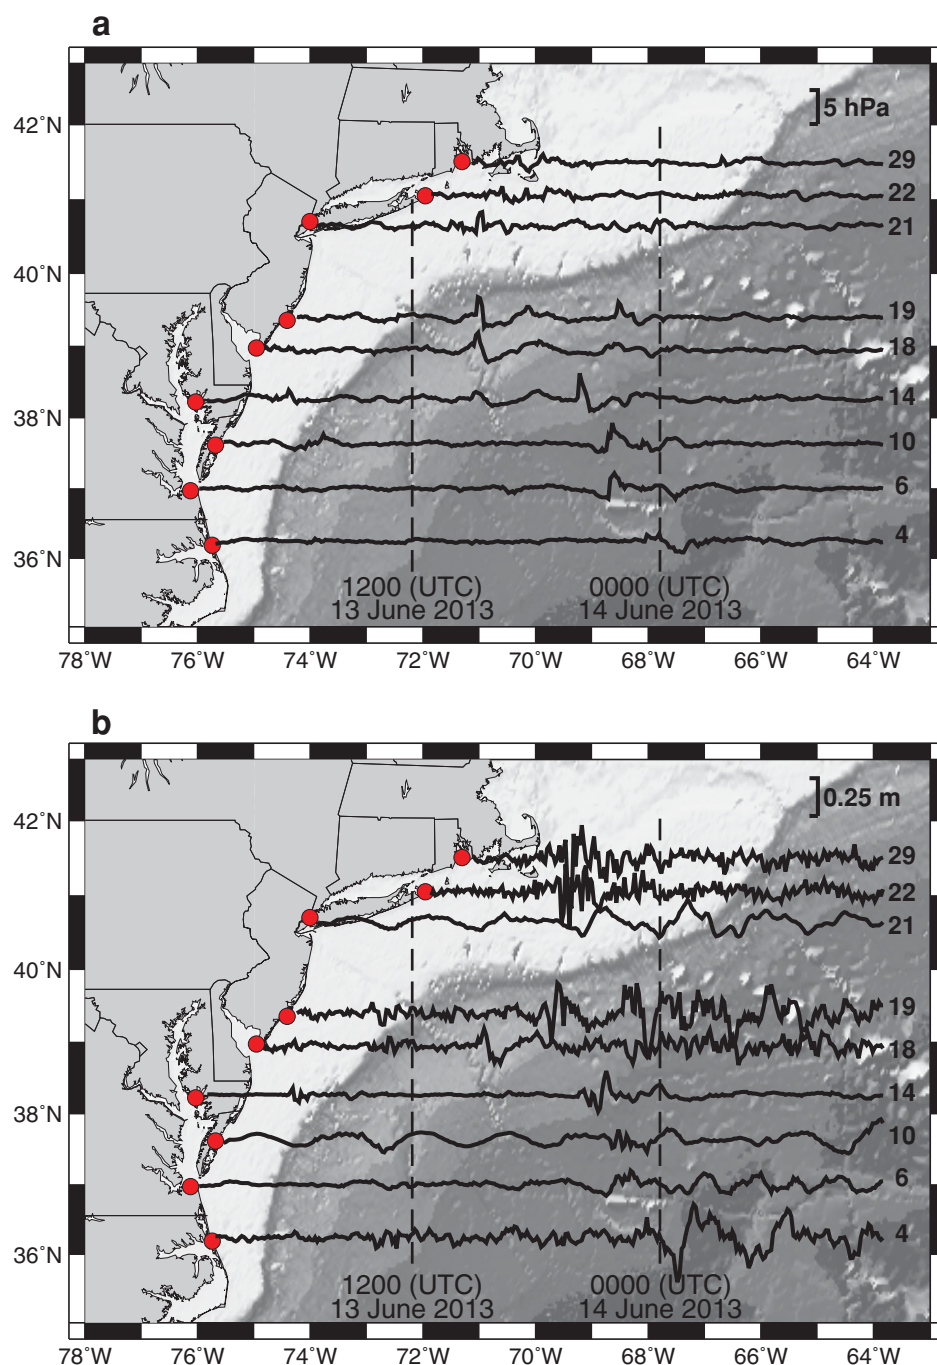 a
5 hPa
42°N
29
22
21
40°N
19
18
14
38°N
10
6
4
36°N
1200 (UTC)
13 June 2013
0000 (UTC)
14 June 2013
78°W 76°W 74°W 72°W 70°W 68°W 66°W 64°W
b
0.25 m
42°N
29
22
21
40°N
19
18
14
38°N
10
6
4
36°N
1200 (UTC)
13 June 2013
0000 (UTC)
14 June 2013
78°W 76°W 74°W 72°W 70°W 68°W 66°W 64°W